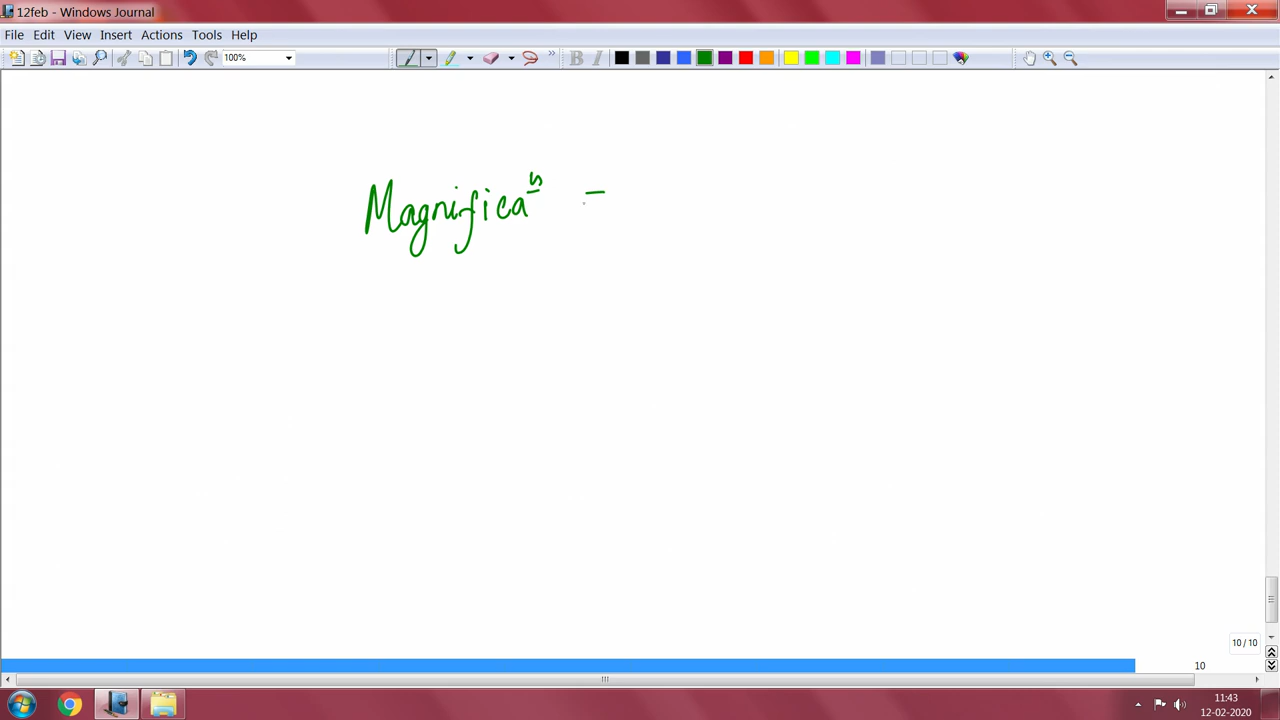 12feb - Windows Journal
File Edit View Insert Actions Tools Help
100%
Magnificaⁿ =
10 / 10
10
11:43
12-02-2020